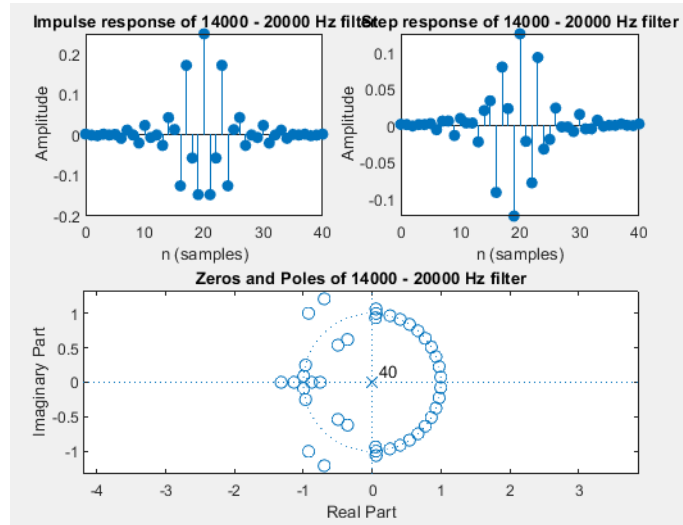 Impulse response of 14000 - 20000 Hz filter
Step response of 14000 - 20000 Hz filter
0.2
0.1
0
-0.1
-0.2
Amplitude
0 10 20 30 40
n (samples)
0.1
0.05
0
-0.05
-0.1
Amplitude
0 10 20 30 40
n (samples)
Zeros and Poles of 14000 - 20000 Hz filter
1
0.5
0
-0.5
-1
Imaginary Part
40
-4 -3 -2 -1 0 1 2 3
Real Part